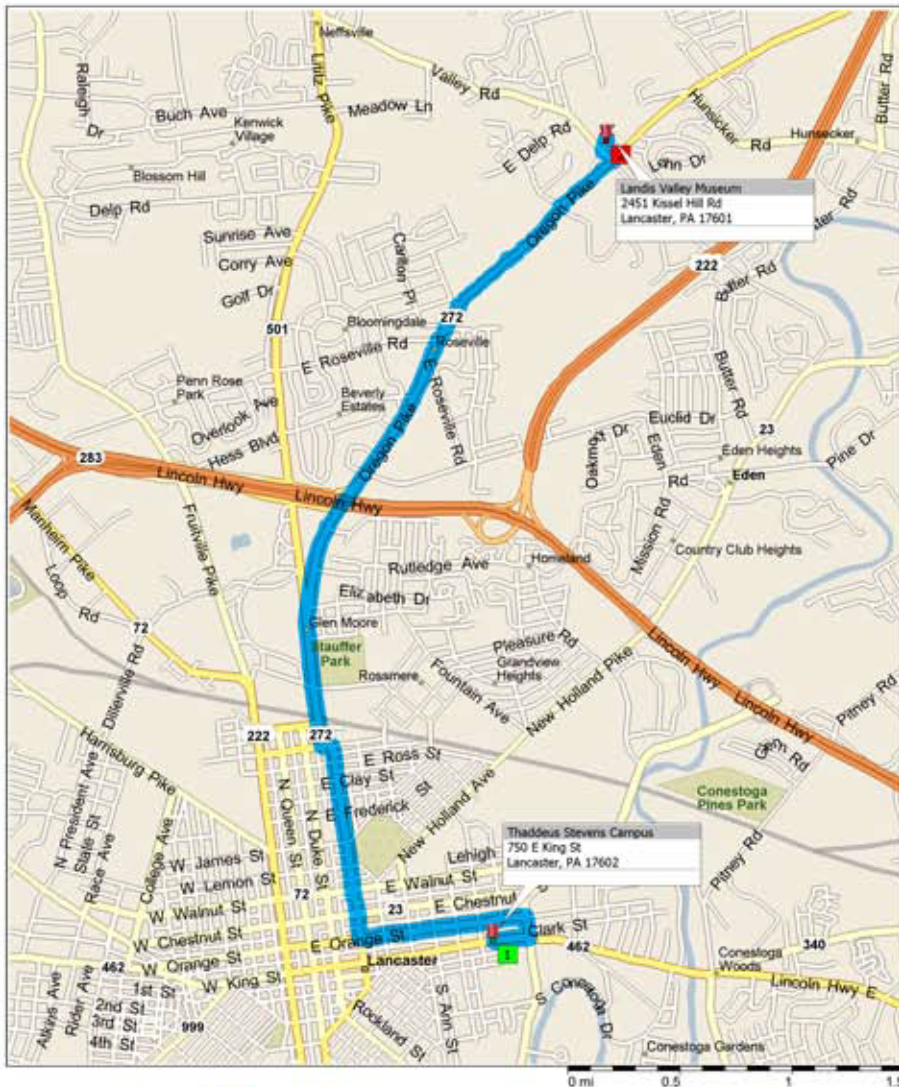 Neffsville
Lititz Pike
Raleigh Dr
Buch Ave
Meadow Ln
Valley Rd
Kenwick Village
Blossom Hill
Delp Rd
E Delp Rd
Hunsicker Rd
Hunsecker
Butter Rd
Lehn Dr
Landis Valley Museum
2451 Kissel Hill Rd
Lancaster, PA 17601
Oregon Pike
Sunrise Ave
Corry Ave
Golf Dr
Carillon Pl
222
Butter Rd
501
272
Bloomingdale
Roseville
E Roseville Rd
E Roseville Rd
Penn Rose Park
Overlook Ave
Beverly Estates
Hess Blvd
Oregon Pike
Butter Rd
Euclid Dr
23
Eden Heights
Pine Dr
Eden Rd
Eden
283
Lincoln Hwy
Lincoln Hwy
Manheim Pike
Fruitville Pike
Mission Rd
Country Club Heights
Rutledge Ave
Homeland
Loop Rd
Elizabeth Dr
72
Glen Moore
Stauffer Park
Pleasure Rd
Grandview Heights
Rossmere
Fountain Ave
New Holland Pike
Lincoln Hwy
Lincoln Hwy
Dillerville Rd
Pitney Rd
222
272
Harrisburg Pike
E Ross St
E Clay St
E Frederick St
Conestoga Pines Park
N President Ave
State St
Race Ave
College Ave
N Queen St
N Duke St
New Holland Ave
Thaddeus Stevens Campus
750 E King St
Lancaster, PA 17602
Pitney Rd
W James St
W Lemon St
W Walnut St
W Chestnut St
W Orange St
W King St
72
Lehigh
E Walnut St
E Chestnut
23
E Orange St
Clark St
1
462
462
Lancaster
340
Conestoga Woods
Lincoln Hwy E
1st St
2nd St
3rd St
4th St
Atkins Ave
Rider Ave
999
Rockland St
S Ann St
S Conestoga Dr
Conestoga Gardens
0 mi
0.5
1